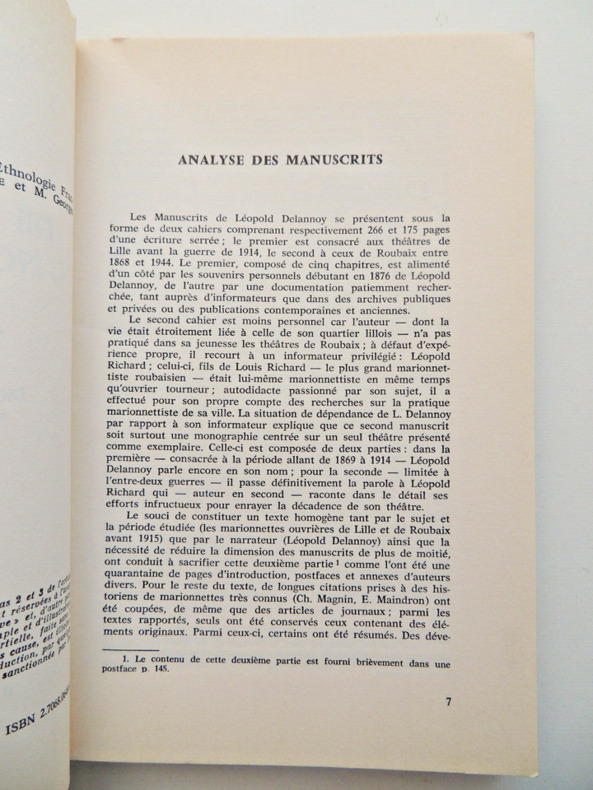 Ethnologie
et M. Georg
ANALYSE DES MANUSCRITS
Les Manuscrits de Léopold Delannoy se présentent sous la
forme de deux cahiers comprenant respectivement 266 et 175 pages
d'une écriture serrée ; le premier est consacré aux théâtres de
Lille avant la guerre de 1914, le second à ceux de Roubaix entre
1868 et 1944. Le premier, composé de cinq chapitres, est alimenté
d'un côté par les souvenirs personnels débutant en 1876 de Léopold
Delannoy, de l'autre par une documentation patiemment recher-
chée, tant auprès d'informateurs que dans des archives publiques
et privées ou des publications contemporaines et anciennes.
Le second cahier est moins personnel car l'auteur — dont la
vie était étroitement liée à celle de son quartier lillois — n'a pas
pratiqué dans sa jeunesse les théâtres de Roubaix ; à défaut d'expé-
rience propre, il recourt à un informateur privilégié : Léopold
Richard ; celui-ci, fils de Louis Richard — le plus grand marionnet-
tiste roubaisien — était lui-même marionnettiste en même temps
qu'ouvrier tourneur ; autodidacte passionné par son sujet, il a
effectué pour son propre compte des recherches sur la pratique
marionnettiste de sa ville. La situation de dépendance de L. Delannoy
par rapport à son informateur explique que ce second manuscrit
soit surtout une monographie centrée sur un seul théâtre présenté
comme exemplaire. Celle-ci est composée de deux parties : dans la
première — consacrée à la période allant de 1869 à 1914 — Léopold
Delannoy parle encore en son nom ; pour la seconde — limitée à
l'entre-deux guerres — il passe définitivement la parole à Léopold
Richard qui — auteur en second — raconte dans le détail ses
efforts infructueux pour enrayer la décadence de son théâtre.
Le souci de constituer un texte homogène tant par le sujet et
la période étudiée (les marionnettes ouvrières de Lille et de Roubaix
avant 1915) que par le narrateur (Léopold Delannoy) ainsi que la
nécessité de réduire la dimension des manuscrits de plus de moitié,
ont conduit à sacrifier cette deuxième partie 1 comme l'ont été une
quarantaine de pages d'introduction, postfaces et annexes d'auteurs
divers. Pour le reste du texte, de longues citations prises à des his-
toriens de marionnettes très connus (Ch. Magnin, E. Maindron) ont
été coupées, de même que des articles de journaux ; parmi les
textes reportés, seuls ont été conservés ceux contenant des élé-
ments originaux. Parmi ceux-ci, certains ont été résumés. Des déve-
1. Le contenu de cette deuxième partie est fourni brièvement dans une
postface p. 145.
7
2 et 3 de
réservées à
et, d'autre
cause, est
sanctionnée par
ISBN 2.7068